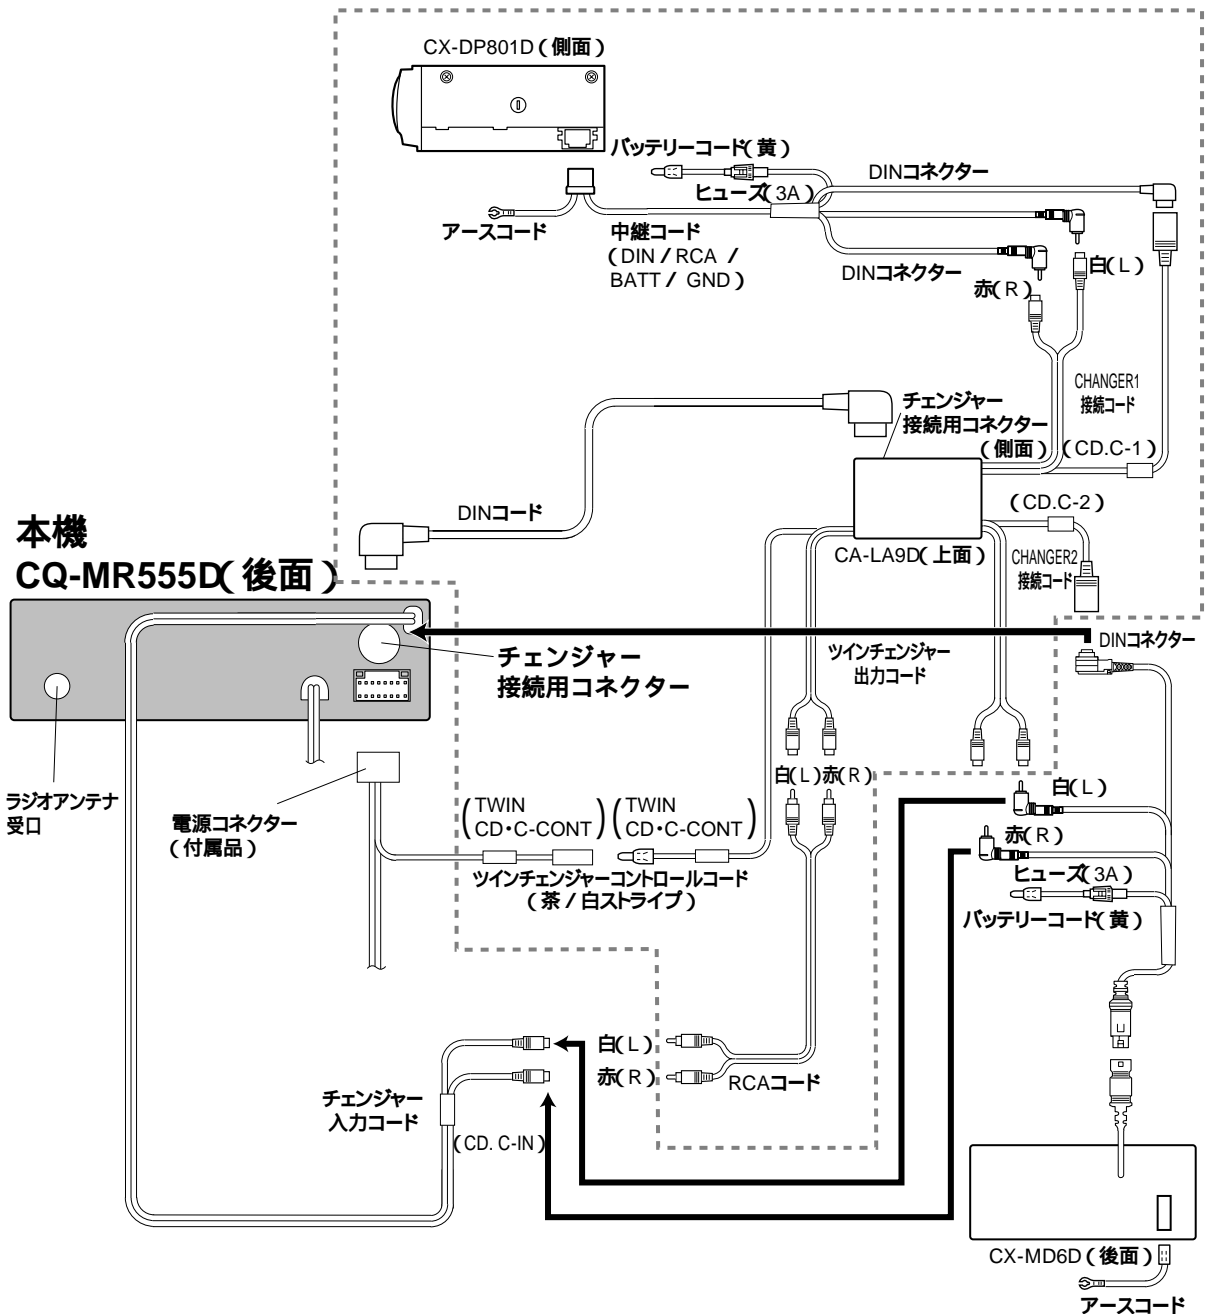 CX-DP801D(側面)
バッテリーコード(黄)
ヒューズ(3A)
DINコネクター
アースコード
中継コード
(DIN/RCA/
BATT/GND)
DINコネクター
白(L)
赤(R)
CHANGER1
接続コード
チェンジャー
接続用コネクター
(側面)
(CD.C-1)
DINコード
(CD.C-2)
CA-LA9D(上面)
CHANGER2
接続コード
本機
CQ-MR555D(後面)
DINコネクター
チェンジャー
接続用コネクター
ツインチェンジャー
出力コード
ラジオアンテナ
受口
電源コネクター
(付属品)
白(L)赤(R)
白(L)
赤(R)
(TWIN
CD・C-CONT)
(TWIN
CD・C-CONT)
ツインチェンジャーコントロールコード
(茶/白ストライプ)
ヒューズ(3A)
バッテリーコード(黄)
白(L)
赤(R)
RCAコード
チェンジャー
入力コード
(CD. C-IN)
CX-MD6D(後面)
アースコード